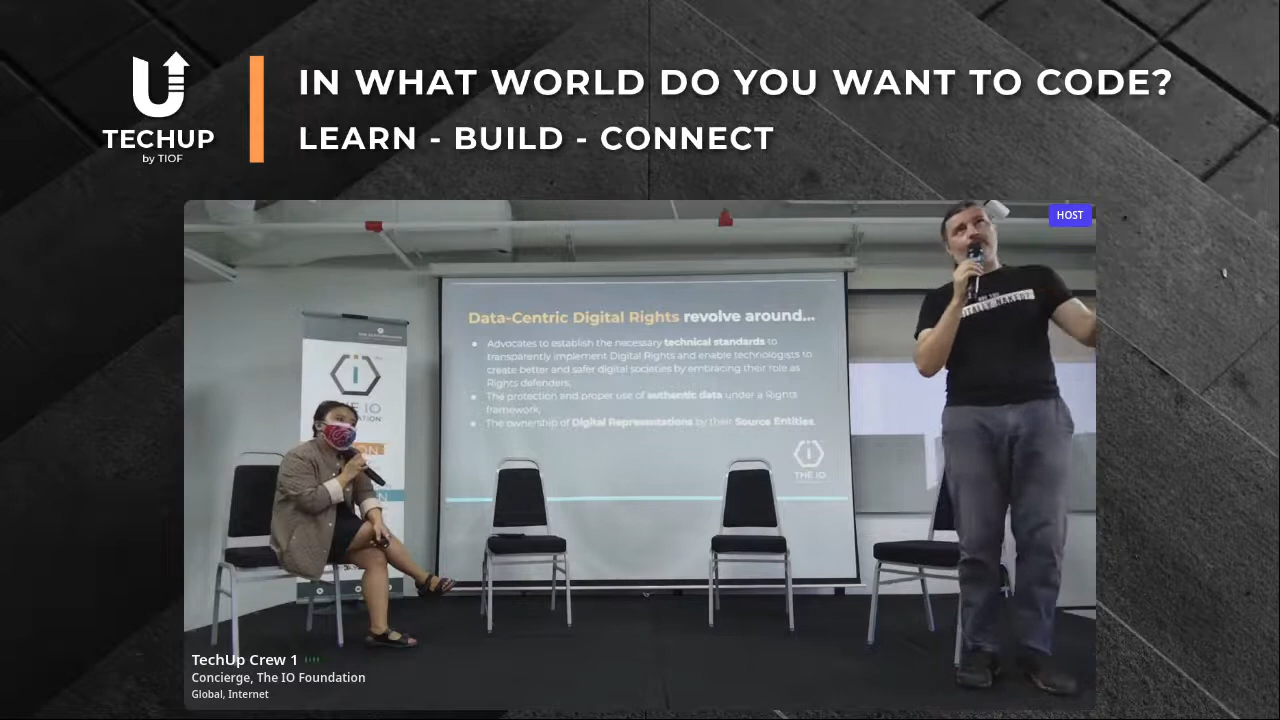 TECHUP
by TIOF
IN WHAT WORLD DO YOU WANT TO CODE?
LEARN - BUILD - CONNECT
HOST
Data-Centric Digital Rights revolve around...
• Advocates to establish the necessary technical standards to
transparently implement Digital Rights and enable technologists to
create better and safer digital societies by embracing their role as
Rights defenders;
• The protection and proper use of authentic data under a Rights
framework;
• The ownership of Digital Representations by their Source Entities.
THE IO
THE IO
TechUp Crew 1
Concierge, The IO Foundation
Global, Internet